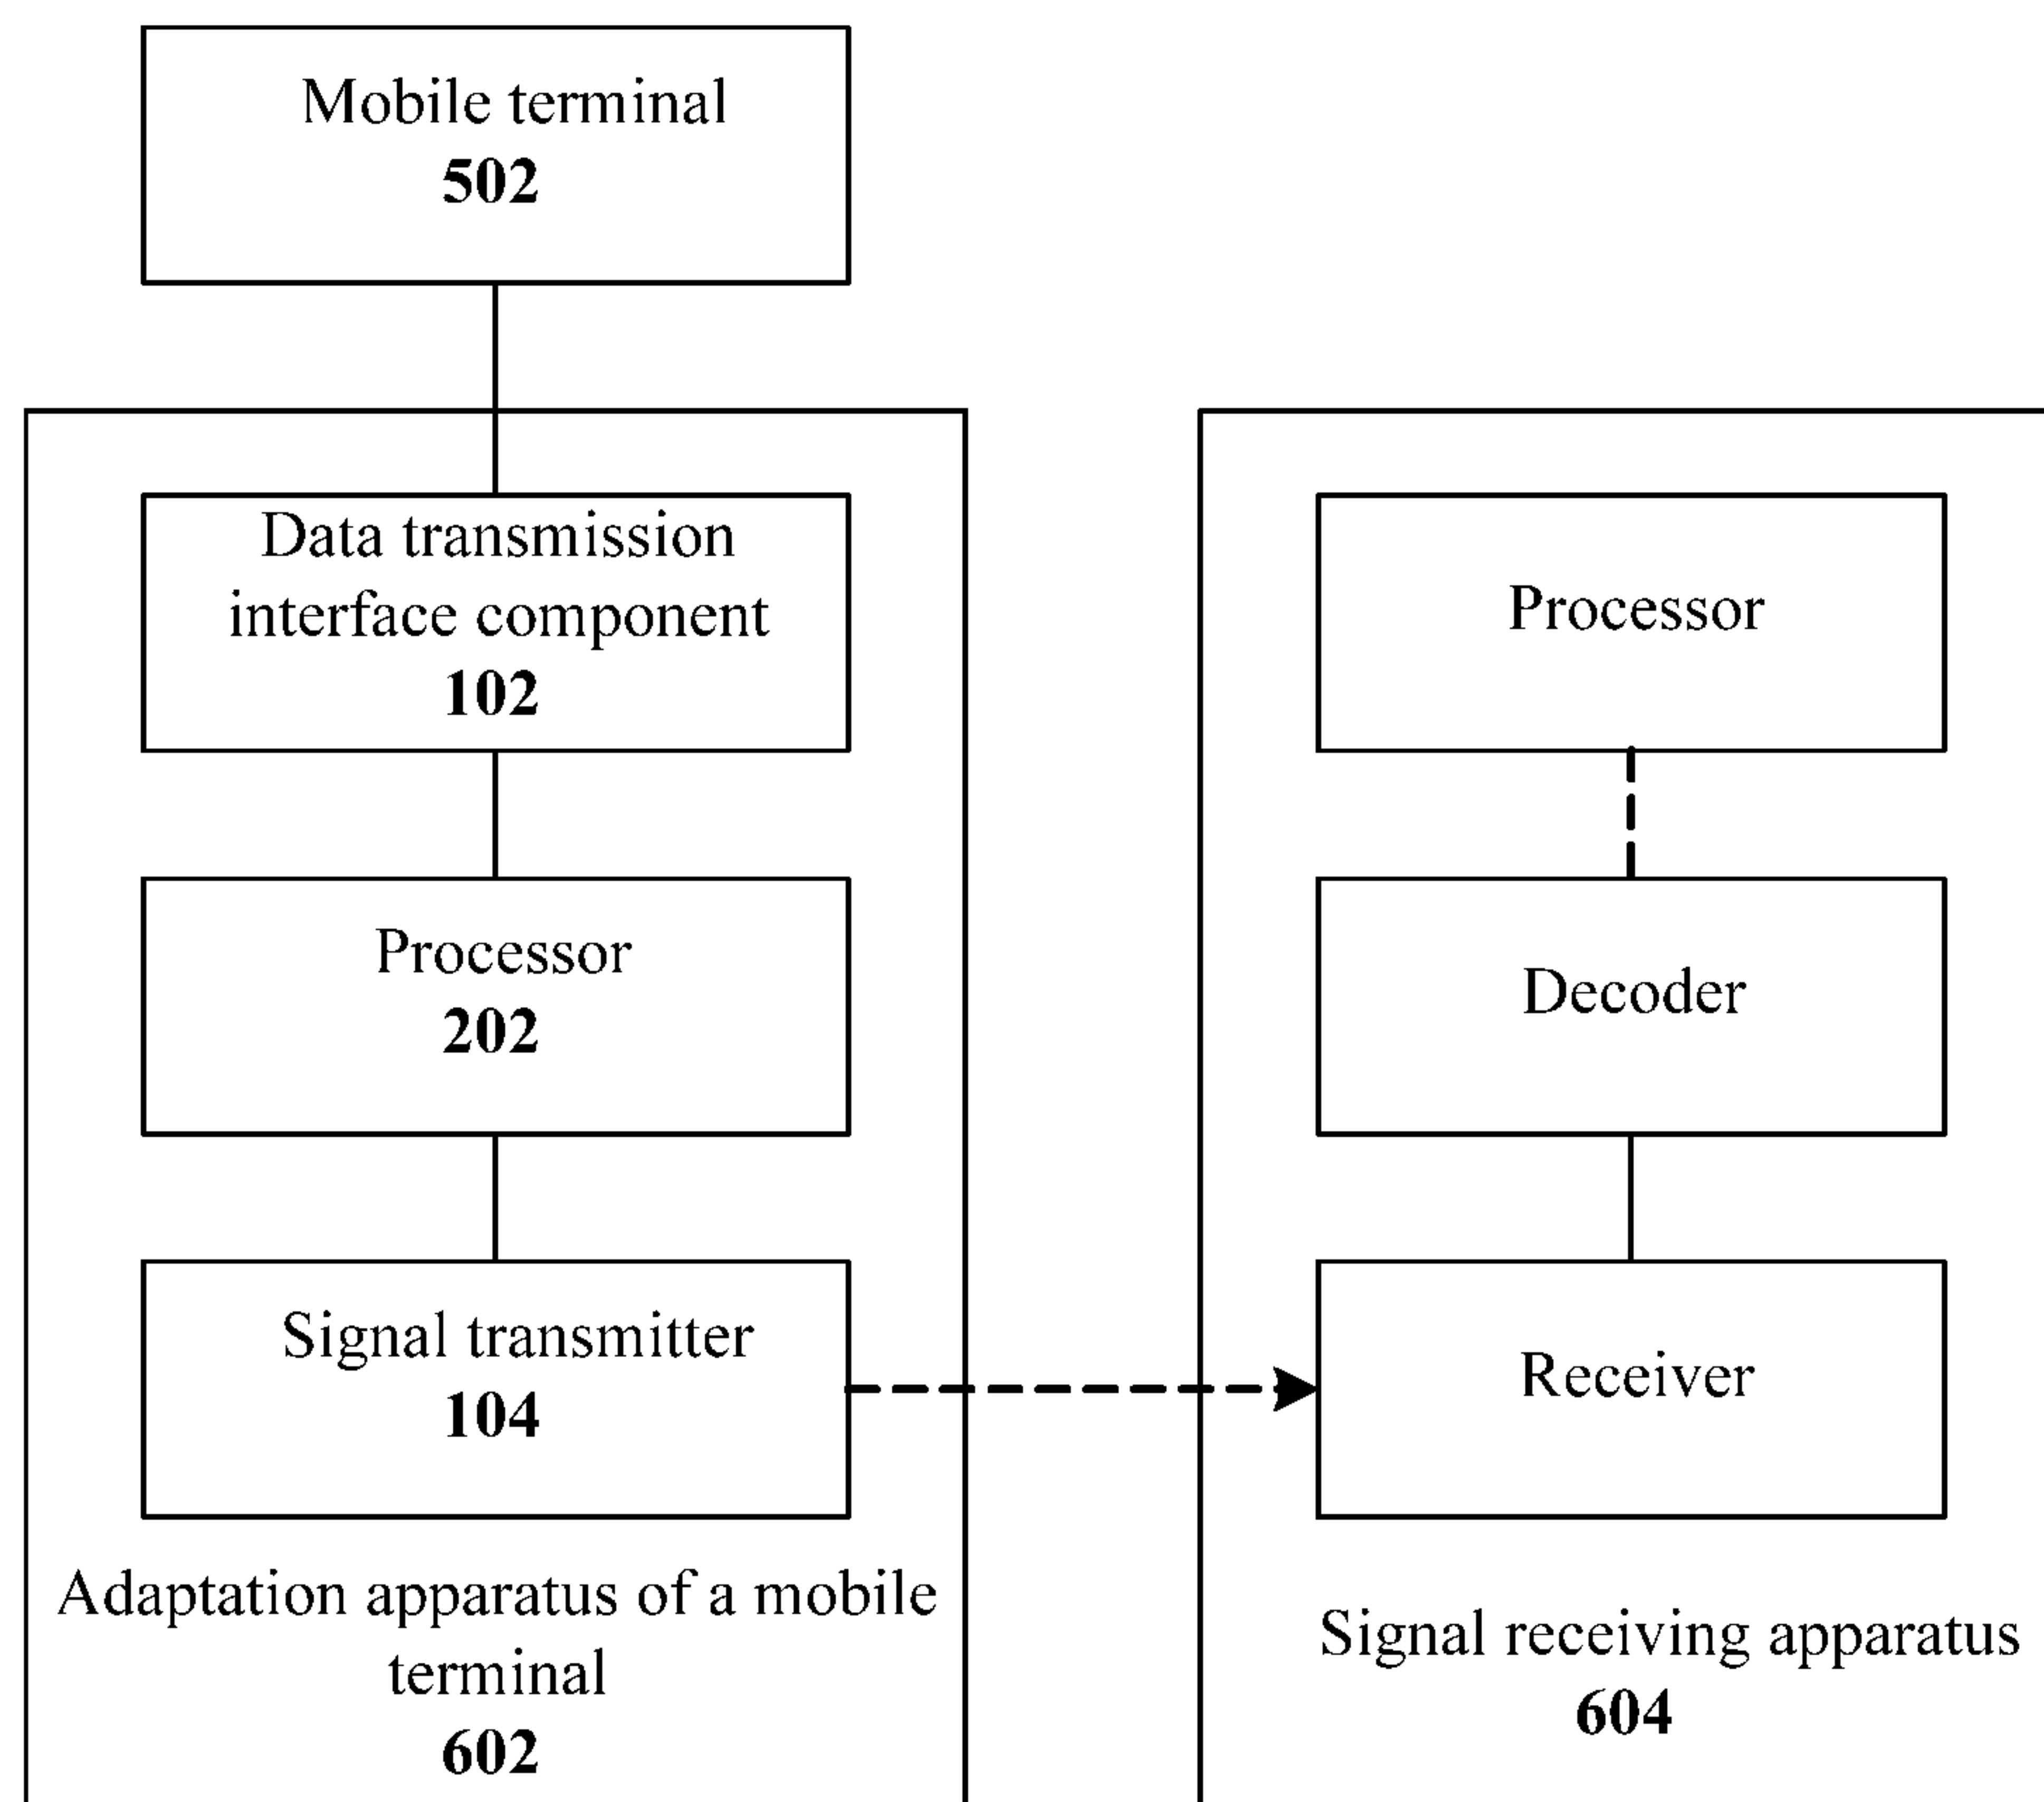 Mobile terminal
502
Data transmission
interface component
102
Processor
202
Signal transmitter
104
Adaptation apparatus of a mobile
terminal
602
Processor
Decoder
Receiver
Signal receiving apparatus
604